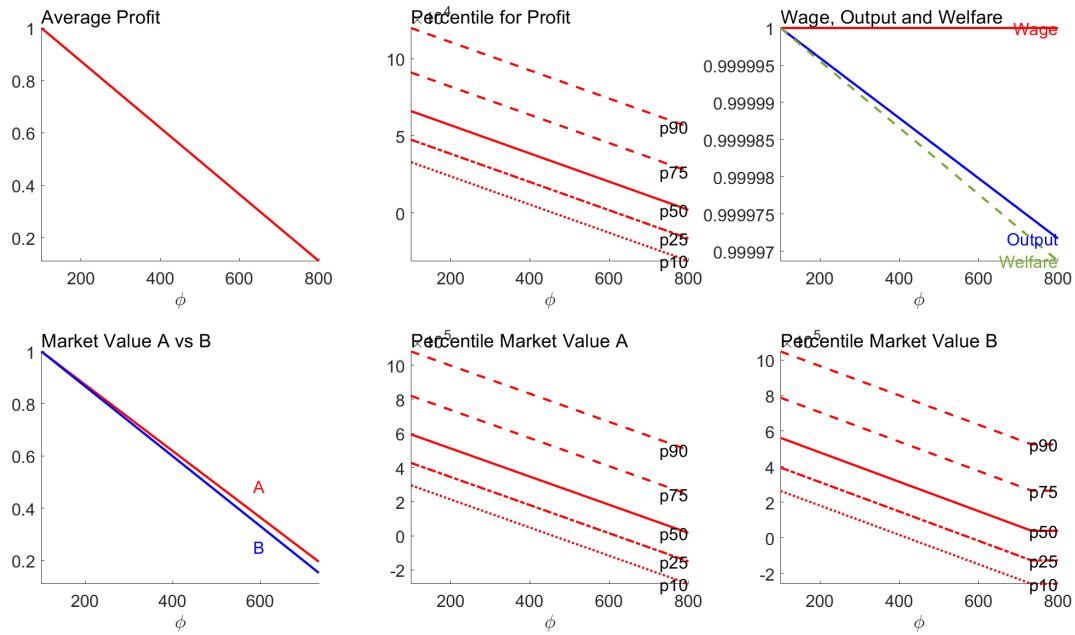 Average Profit
1
0.8
0.6
0.4
0.2
200 400 600 800
ϕ
Percentile for Profit
×10⁴
10
5
0
p90
p75
p50
p25
p10
200 400 600 800
ϕ
Wage, Output and Welfare
Wage
1
0.999995
0.99999
0.999985
0.99998
0.999975
0.99997
Output
Welfare
200 400 600 800
ϕ
Market Value A vs B
1
0.8
0.6
0.4
0.2
A
B
200 400 600
ϕ
Percentile Market Value A
×10⁵
10
8
6
4
2
0
-2
p90
p75
p50
p25
p10
200 400 600 800
ϕ
Percentile Market Value B
×10⁵
10
8
6
4
2
0
-2
p90
p75
p50
p25
p10
200 400 600 800
ϕ